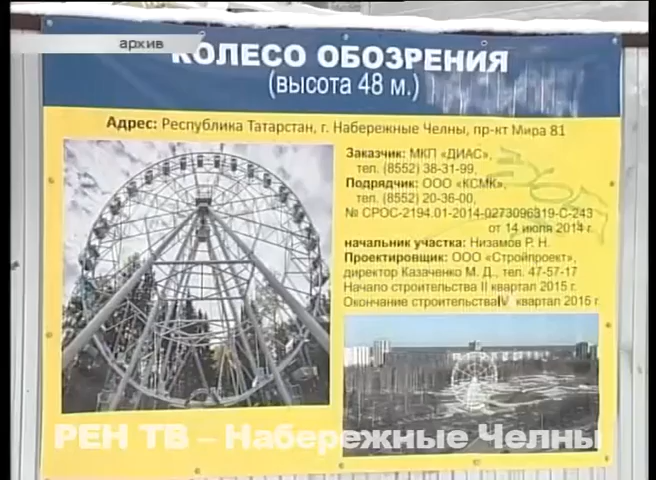 архив
КОЛЕСО ОБОЗРЕНИЯ
(высота 48 м.)
Адрес: Республика Татарстан, г. Набережные Челны, пр-кт Мира 81
Заказчик: МКП «ДИАС»,
тел. (8552) 38-31-99,
Подрядчик: ООО «КСМК»,
тел. (8552) 20-36-00,
№ СРОС-2194.01-2014-0273096319-С-243
от 14 июля 2014 г.
начальник участка: Низамов Р. Н.
Проектировщик: ООО «Стройпроект»,
директор Казаченко М. Д., тел. 47-57-17
Начало строительства II квартал 2015 г.
Окончание строительства IV квартал 2015 г.
РЕН ТВ – Набережные Челны